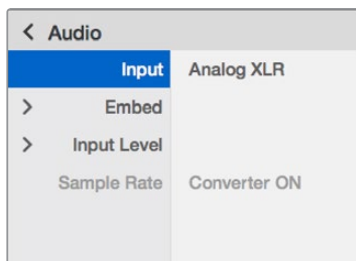 Audio
Input Analog XLR
Embed
Input Level
Sample Rate Converter ON